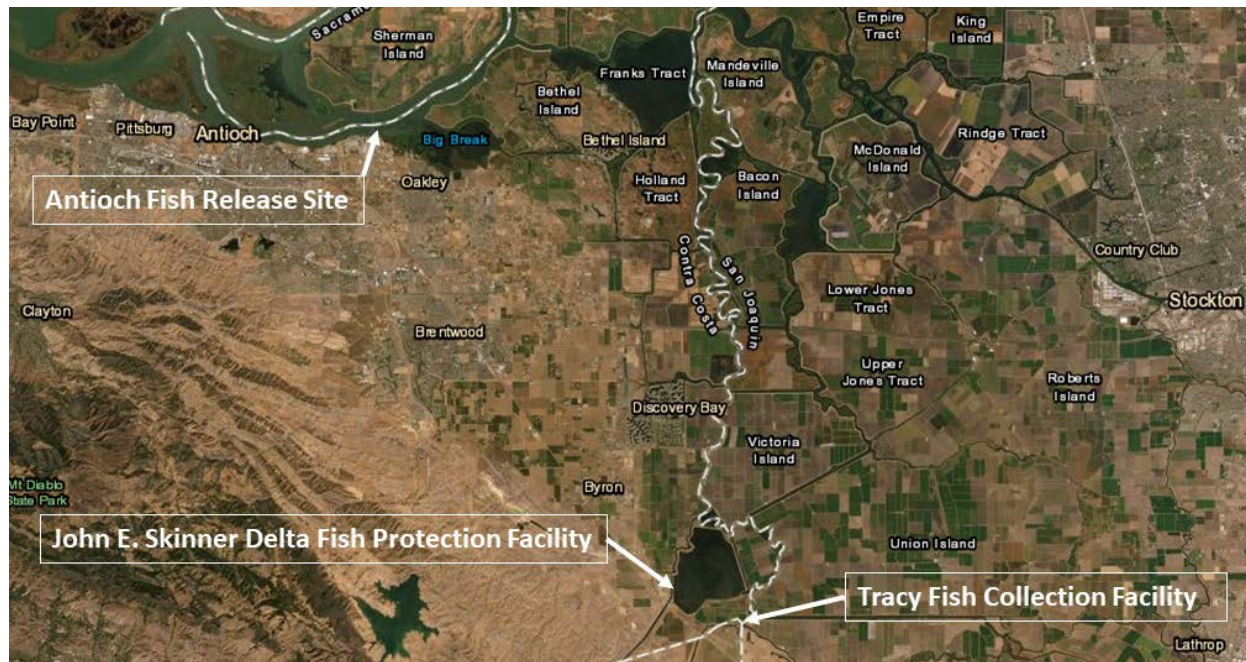 Sacram
Sherman
Island
Empire
Tract
King
Island
Franks Tract
Mandeville
Island
Bethel
Island
Bay Point
Pittsburg
Antioch
Big Break
Bethel Island
Rindge Tract
McDonald
Island
Antioch Fish Release Site
Oakley
Holland
Tract
Bacon
Island
Contra Costa
San Joaquin
Country Club
Clayton
Lower Jones
Tract
Stockton
Brentwood
Upper
Jones Tract
Roberts
Island
Discovery Bay
Victoria
Island
Mt Diablo
State Park
Byron
John E. Skinner Delta Fish Protection Facility
Union Island
Tracy Fish Collection Facility
Lathrop